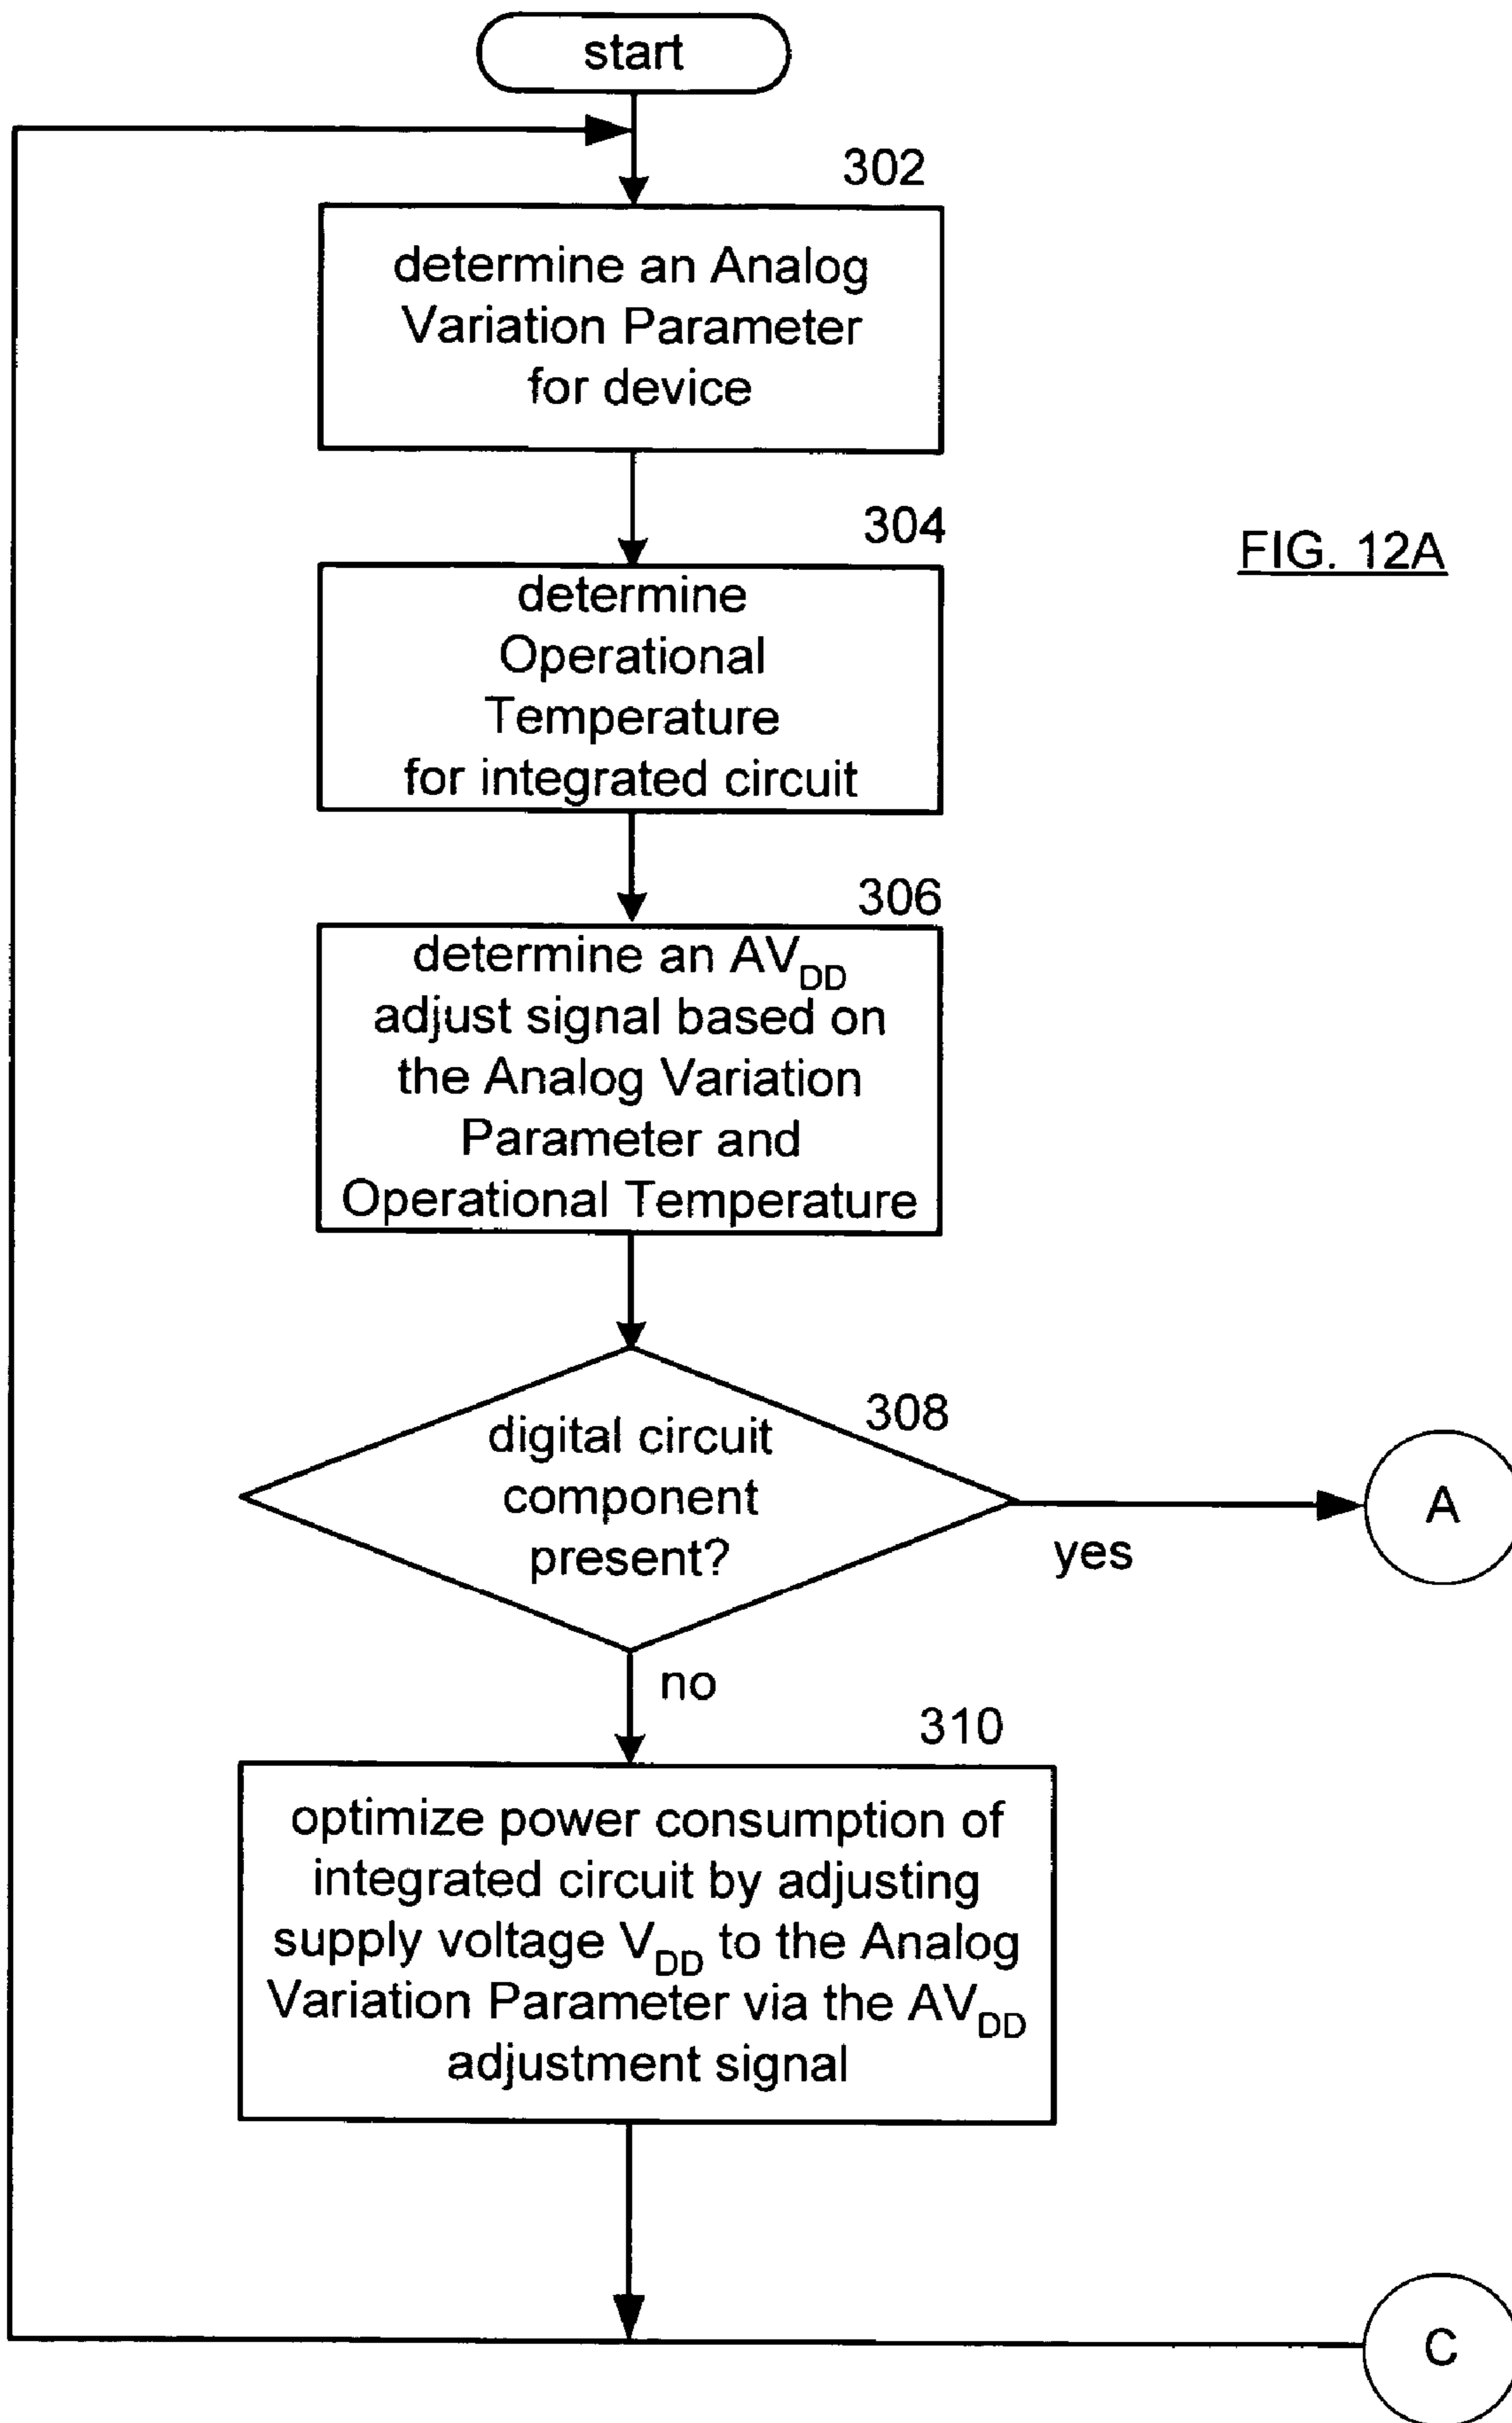 start
302
determine an Analog
Variation Parameter
for device
304
FIG. 12A
determine
Operational
Temperature
for integrated circuit
306
determine an AVDD
adjust signal based on
the Analog Variation
Parameter and
Operational Temperature
308
digital circuit
component
present?
A
yes
no
310
optimize power consumption of
integrated circuit by adjusting
supply voltage VDD to the Analog
Variation Parameter via the AVDD
adjustment signal
C